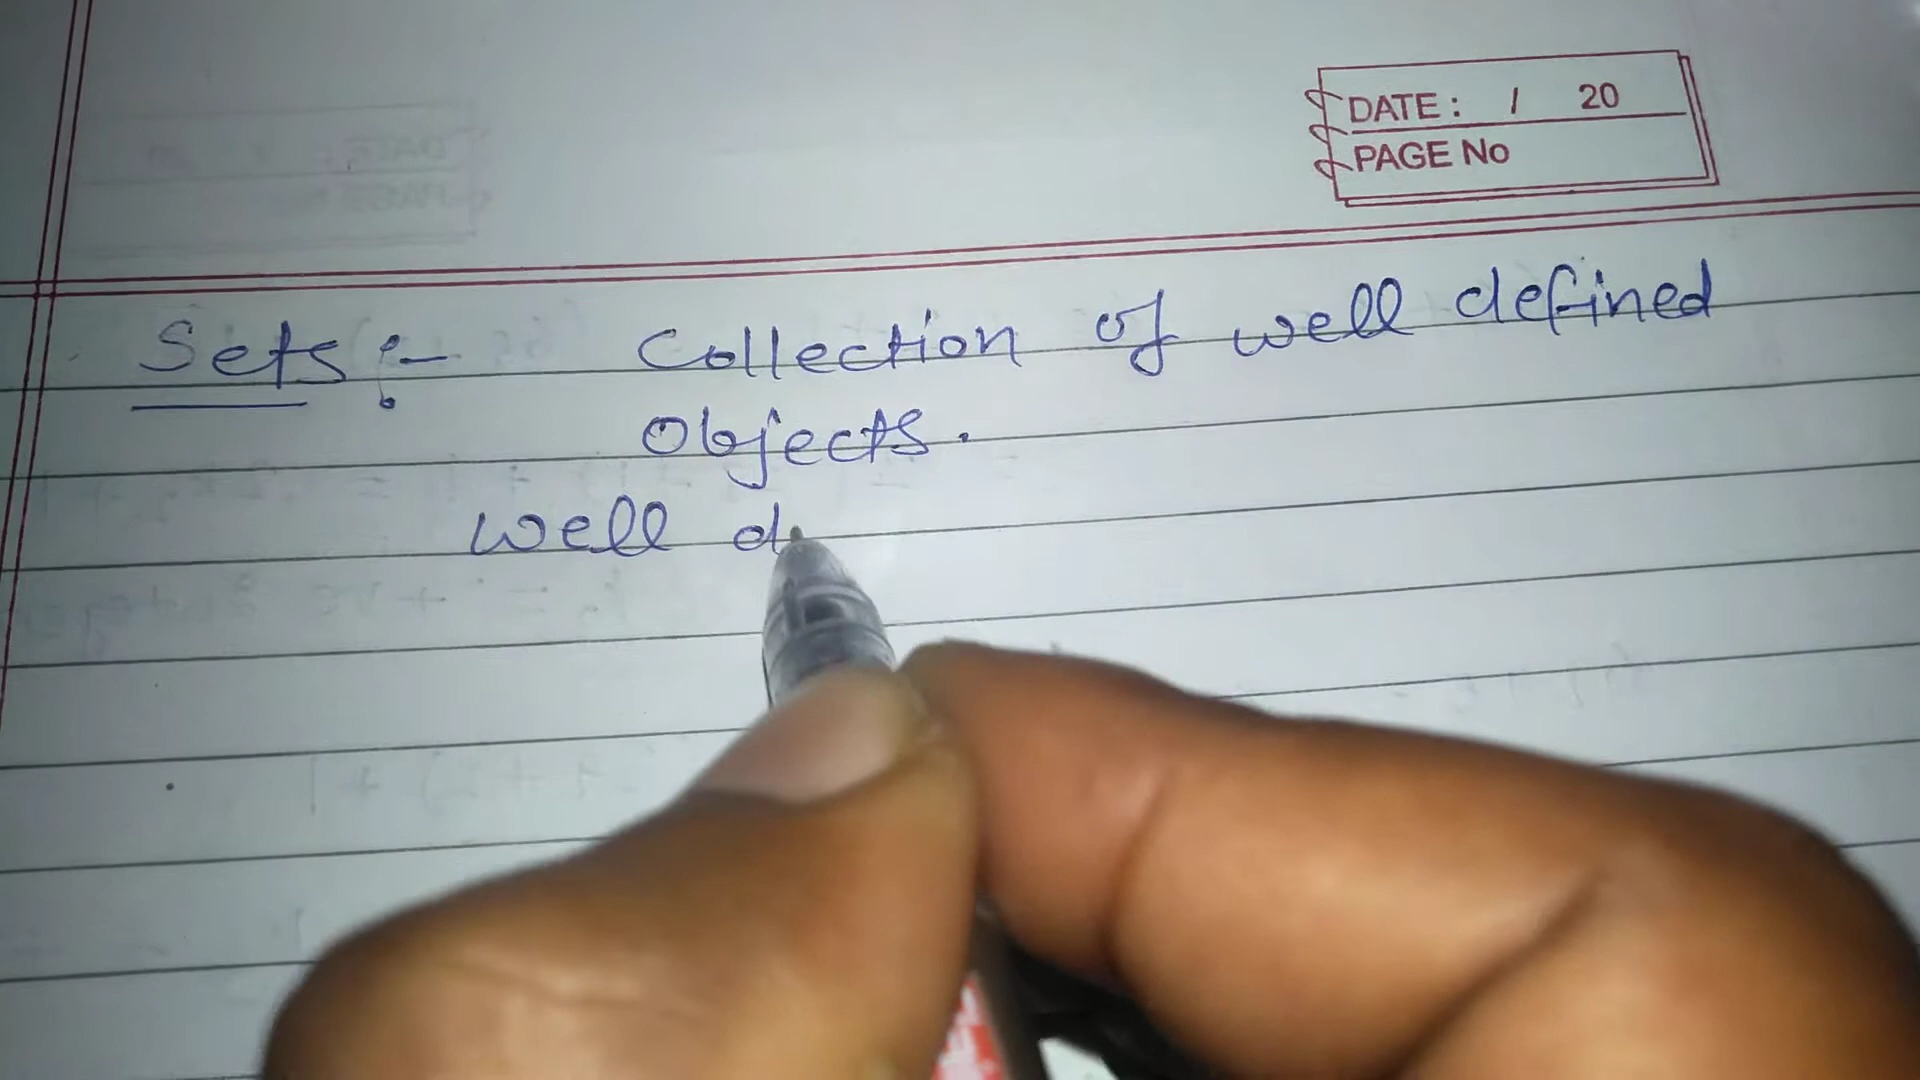 DATE : / 20
PAGE No
Sets :- Collection of well defined
Objects.
well d